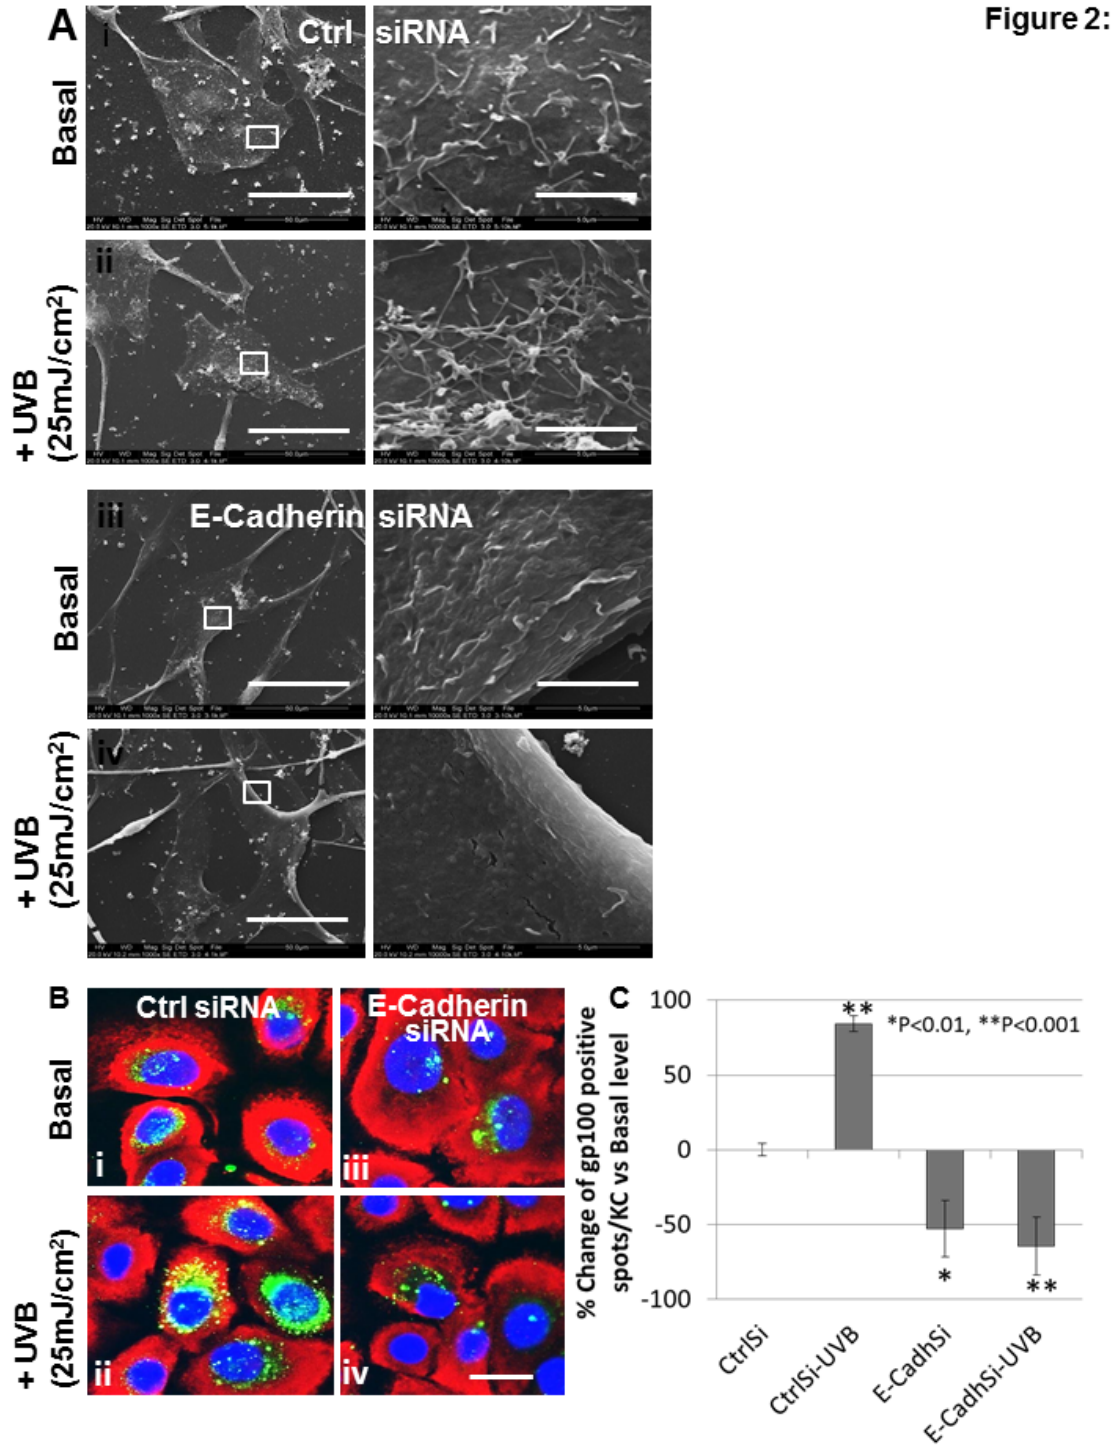 Figure 2:
A
i
Ctrl siRNA
Basal
ii
+ UVB
(25mJ/cm²)
iii
E-Cadherin siRNA
Basal
iv
+ UVB
(25mJ/cm²)
B
Ctrl siRNA
E-Cadherin
siRNA
Basal
i
iii
+ UVB
(25mJ/cm²)
ii
iv
C
% Change of gp100 positive
spots/KC vs Basal level
100
50
0
-50
-100
**
*P<0.01, **P<0.001
*
**
CtrlSi
CtrlSi-UVB
E-CadhSi
E-CadhSi-UVB